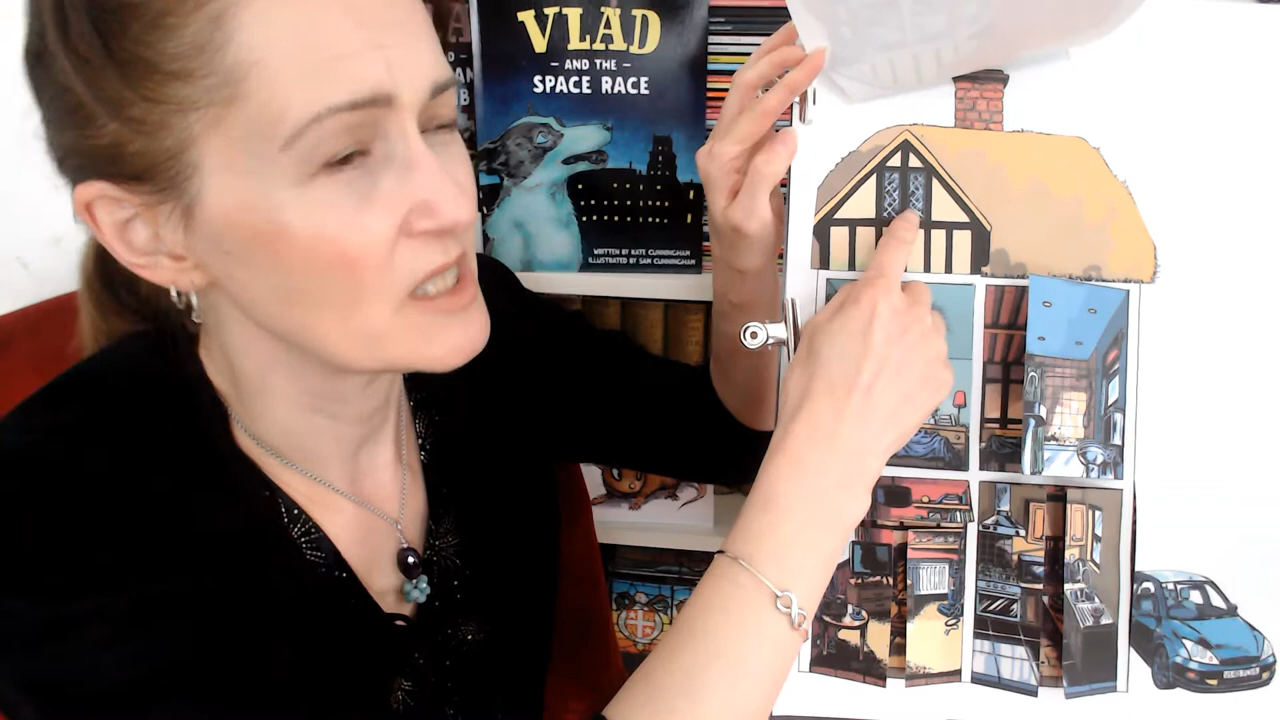 VLAD
– AND THE –
SPACE RACE
WRITTEN BY KATE CUNNINGHAM
ILLUSTRATED BY SAM CUNNINGHAM